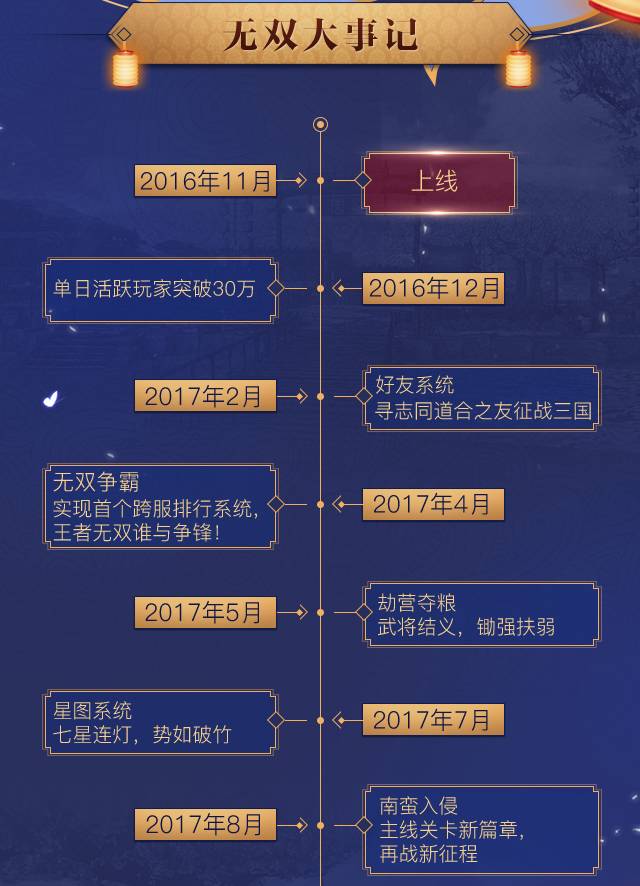 无双大事记
2016年11月
上线
单日活跃玩家突破30万
2016年12月
2017年2月
好友系统
寻志同道合之友征战三国
无双争霸
实现首个跨服排行系统，
王者无双谁与争锋！
2017年4月
2017年5月
劫营夺粮
武将结义，锄强扶弱
星图系统
七星连灯，势如破竹
2017年7月
2017年8月
南蛮入侵
主线关卡新篇章，
再战新征程